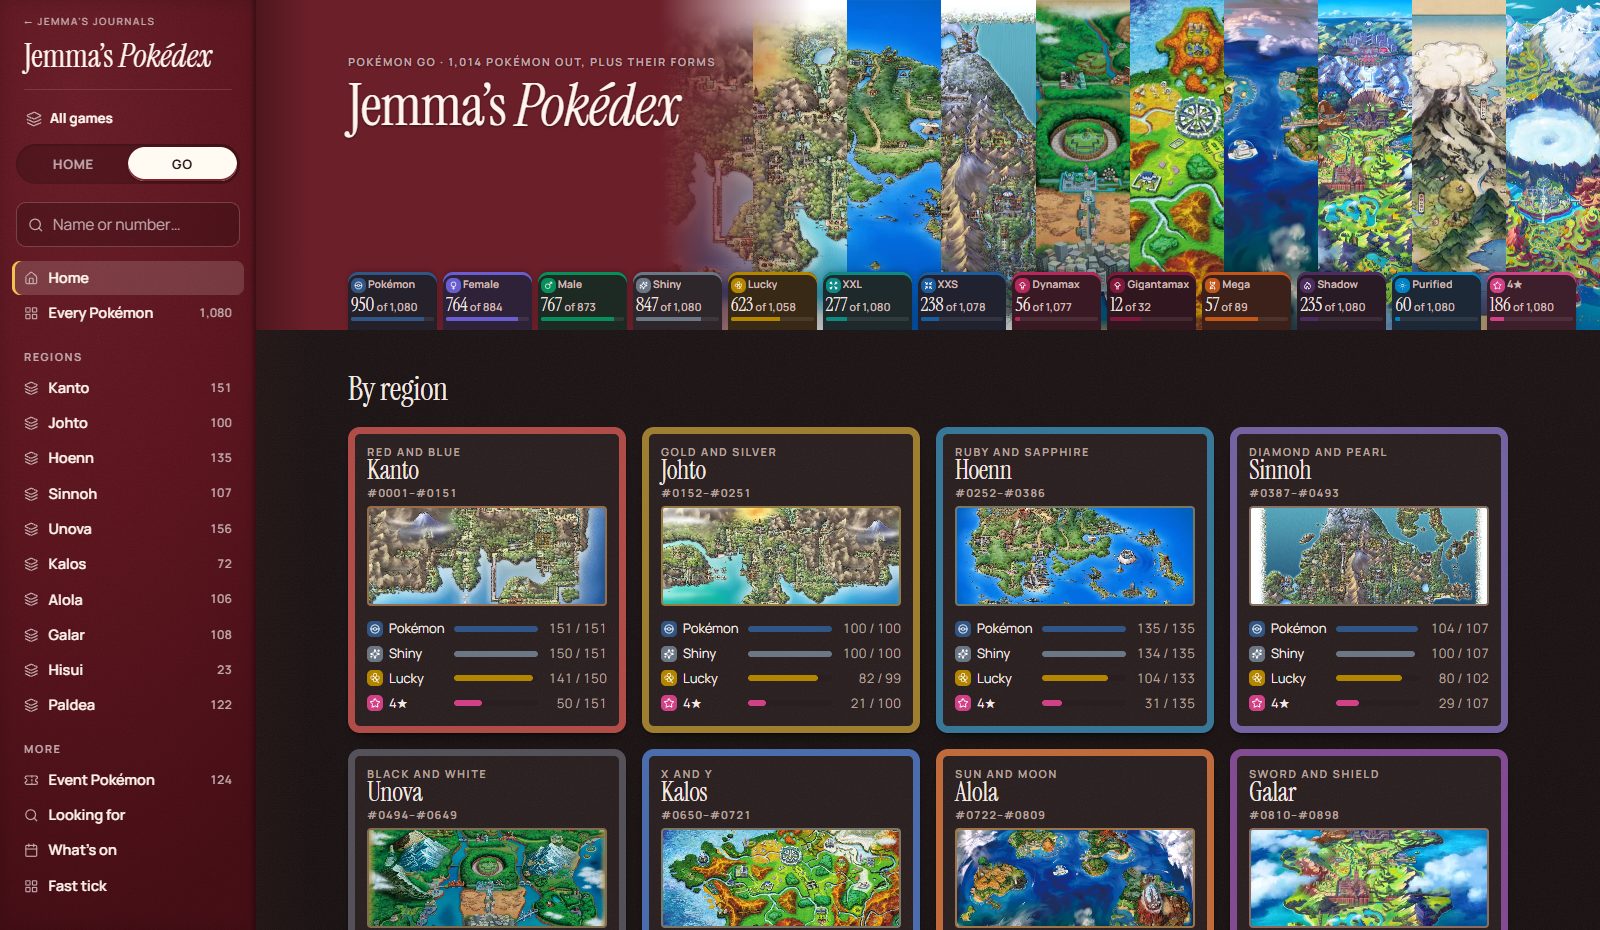 ← JEMMA'S JOURNALS
Jemma's Pokédex
All games
HOME GO
Name or number...
Home
Every Pokémon 1,080
REGIONS
Kanto 151
Johto 100
Hoenn 135
Sinnoh 107
Unova 156
Kalos 72
Alola 106
Galar 108
Hisui 23
Paldea 122
MORE
Event Pokémon 124
Looking for
What's on
Fast tick
POKÉMON GO · 1,014 POKÉMON OUT, PLUS THEIR FORMS
Jemma's Pokédex
Pokémon
950 of 1,080
Female
764 of 884
Male
767 of 873
Shiny
847 of 1,080
Lucky
623 of 1,058
XXL
277 of 1,080
XXS
238 of 1,078
Dynamax
56 of 1,077
Gigantamax
12 of 32
Mega
57 of 89
Shadow
235 of 1,080
Purified
60 of 1,080
4★
186 of 1,080
By region
RED AND BLUE
Kanto
#0001–#0151
Pokémon 151 / 151
Shiny 150 / 151
Lucky 141 / 150
4★ 50 / 151
GOLD AND SILVER
Johto
#0152–#0251
Pokémon 100 / 100
Shiny 100 / 100
Lucky 82 / 99
4★ 21 / 100
RUBY AND SAPPHIRE
Hoenn
#0252–#0386
Pokémon 135 / 135
Shiny 134 / 135
Lucky 104 / 133
4★ 31 / 135
DIAMOND AND PEARL
Sinnoh
#0387–#0493
Pokémon 104 / 107
Shiny 100 / 107
Lucky 80 / 102
4★ 29 / 107
BLACK AND WHITE
Unova
#0494–#0649
X AND Y
Kalos
#0650–#0721
SUN AND MOON
Alola
#0722–#0809
SWORD AND SHIELD
Galar
#0810–#0898